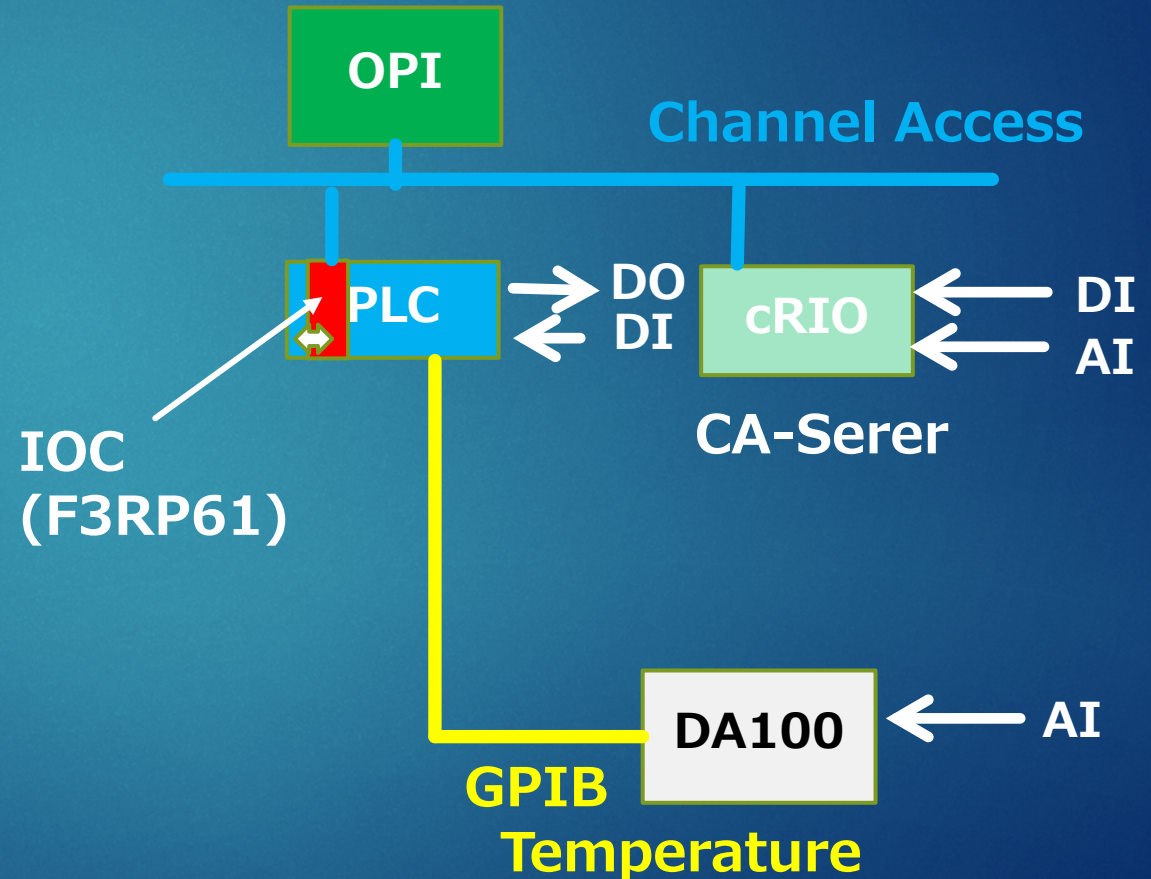 OPI
Channel Access
PLC
DO
DI
cRIO
DI
AI
CA-Serer
IOC
(F3RP61)
DA100
AI
GPIB
Temperature